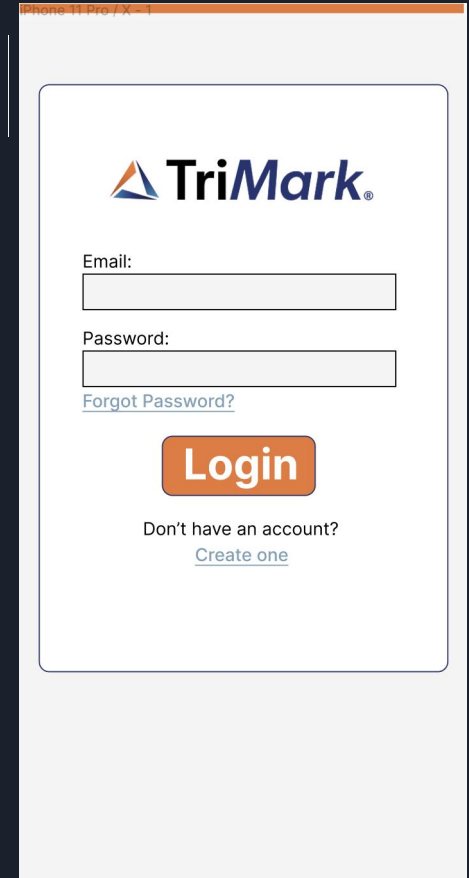 iPhone 11 Pro / X - 1
TriMark®
Email:
Password:
Forgot Password?
Login
Don’t have an account?
Create one